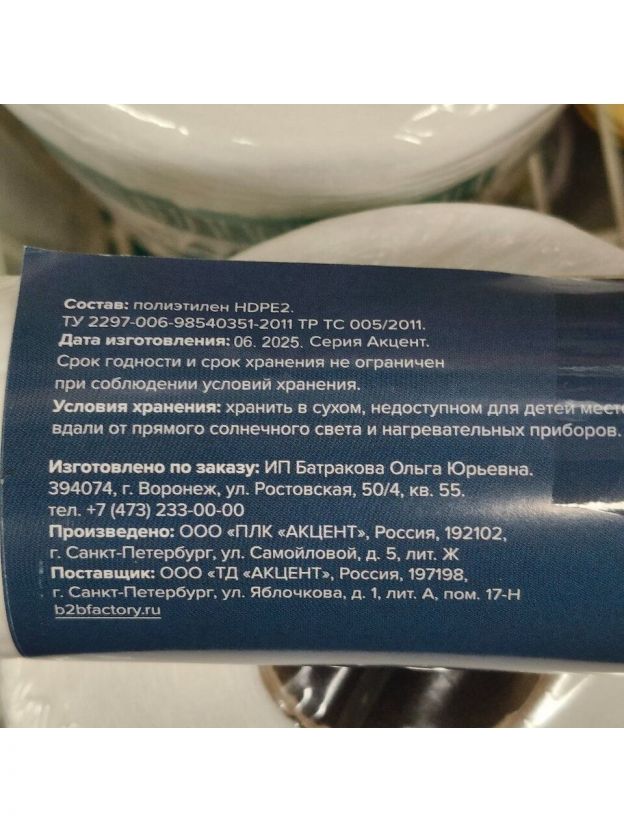 Состав: полиэтилен HDPE2.
ТУ 2297-006-98540351-2011 ТР ТС 005/2011.
Дата изготовления: 06. 2025. Серия Акцент.
Срок годности и срок хранения не ограничен
при соблюдении условий хранения.
Условия хранения: хранить в сухом, недоступном для детей месте
вдали от прямого солнечного света и нагревательных приборов.
Изготовлено по заказу: ИП Батракова Ольга Юрьевна.
394074, г. Воронеж, ул. Ростовская, 50/4, кв. 55.
тел. +7 (473) 233-00-00
Произведено: ООО «ПЛК «АКЦЕНТ», Россия, 192102,
г. Санкт-Петербург, ул. Самойловой, д. 5, лит. Ж
Поставщик: ООО «ТД «АКЦЕНТ», Россия, 197198,
г. Санкт-Петербург, ул. Яблочкова, д. 1, лит. А, пом. 17-Н
b2bfactory.ru